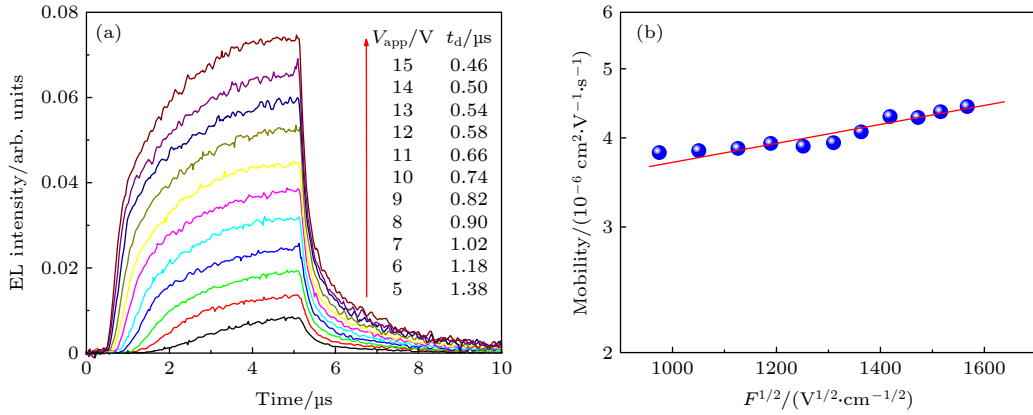 (a)
V_app/V t_d/µs
15 0.46
14 0.50
13 0.54
12 0.58
11 0.66
10 0.74
9 0.82
8 0.90
7 1.02
6 1.18
5 1.38
0.08
0.06
0.04
0.02
0
EL intensity/arb. units
0 2 4 6 8 10
Time/µs
(b)
6
5
4
3
2
Mobility/(10⁻⁶ cm²·V⁻¹·s⁻¹)
1000 1200 1400 1600
F^1/2/(V^1/2·cm^-1/2)